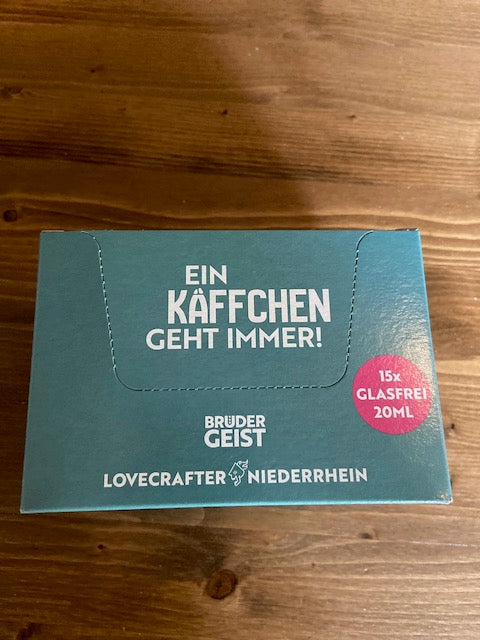 EIN
KÄFFCHEN
GEHT IMMER!
15x
GLASFREI
20ML
BRÜDER
GEIST
LOVECRAFTER NIEDERRHEIN